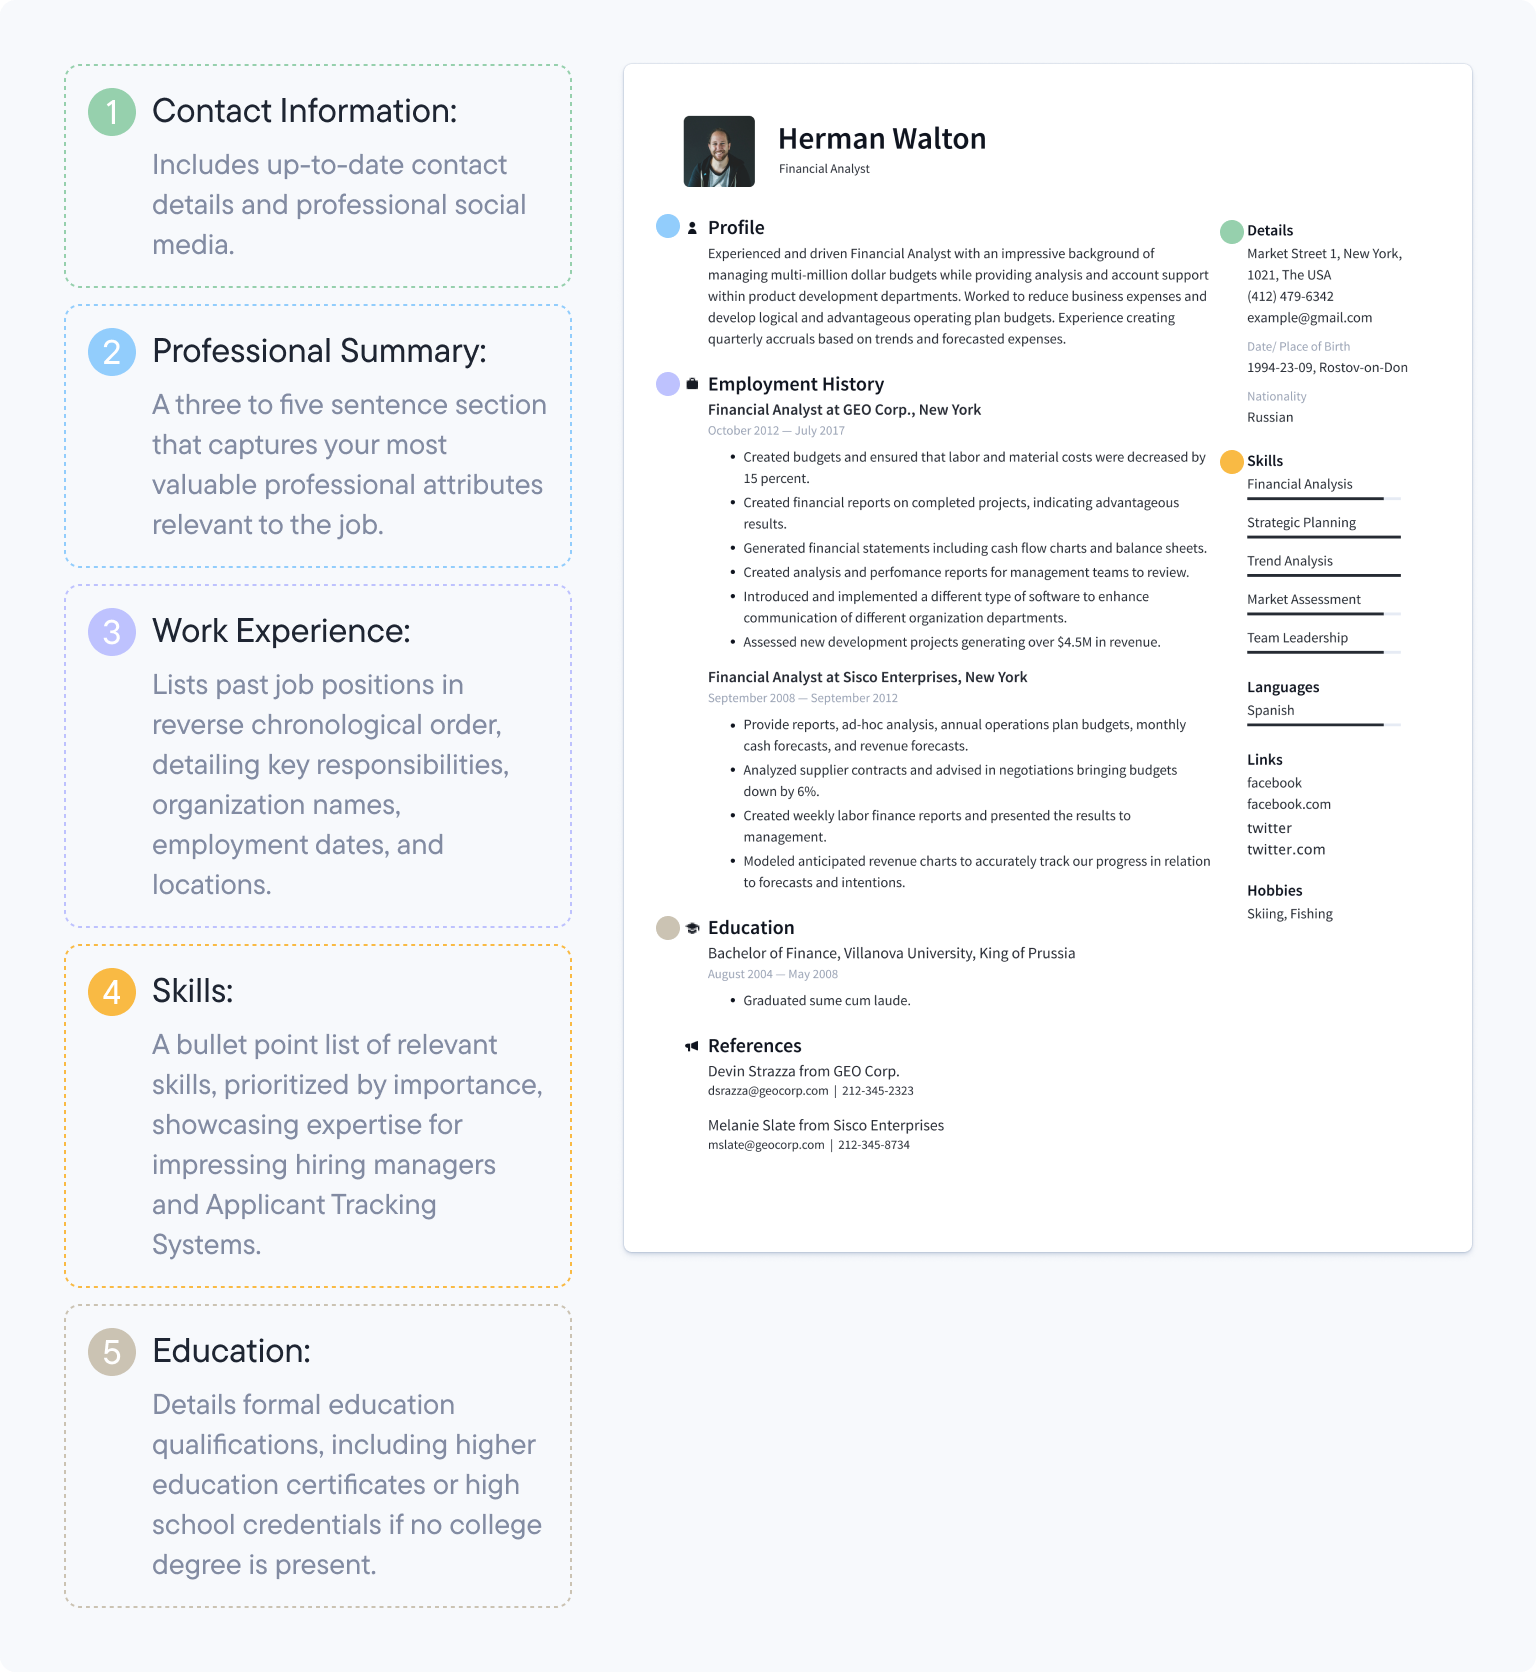 1
Contact Information:
Includes up-to-date contact
details and professional social
media.
2
Professional Summary:
A three to five sentence section
that captures your most
valuable professional attributes
relevant to the job.
3
Work Experience:
Lists past job positions in
reverse chronological order,
detailing key responsibilities,
organization names,
employment dates, and
locations.
4
Skills:
A bullet point list of relevant
skills, prioritized by importance,
showcasing expertise for
impressing hiring managers
and Applicant Tracking
Systems.
5
Education:
Details formal education
qualifications, including higher
education certificates or high
school credentials if no college
degree is present.
Herman Walton
Financial Analyst
Profile
Experienced and driven Financial Analyst with an impressive background of
managing multi-million dollar budgets while providing analysis and account support
within product development departments. Worked to reduce business expenses and
develop logical and advantageous operating plan budgets. Experience creating
quarterly accruals based on trends and forecasted expenses.
Employment History
Financial Analyst at GEO Corp., New York
October 2012 — July 2017
• Created budgets and ensured that labor and material costs were decreased by
15 percent.
• Created financial reports on completed projects, indicating advantageous
results.
• Generated financial statements including cash flow charts and balance sheets.
• Created analysis and perfomance reports for management teams to review.
• Introduced and implemented a different type of software to enhance
communication of different organization departments.
• Assessed new development projects generating over $4.5M in revenue.
Financial Analyst at Sisco Enterprises, New York
September 2008 — September 2012
• Provide reports, ad-hoc analysis, annual operations plan budgets, monthly
cash forecasts, and revenue forecasts.
• Analyzed supplier contracts and advised in negotiations bringing budgets
down by 6%.
• Created weekly labor finance reports and presented the results to
management.
• Modeled anticipated revenue charts to accurately track our progress in relation
to forecasts and intentions.
Education
Bachelor of Finance, Villanova University, King of Prussia
August 2004 — May 2008
• Graduated sume cum laude.
References
Devin Strazza from GEO Corp.
dsrazza@geocorp.com | 212-345-2323
Melanie Slate from Sisco Enterprises
mslate@geocorp.com | 212-345-8734
Details
Market Street 1, New York,
1021, The USA
(412) 479-6342
example@gmail.com
Date/ Place of Birth
1994-23-09, Rostov-on-Don
Nationality
Russian
Skills
Financial Analysis
Strategic Planning
Trend Analysis
Market Assessment
Team Leadership
Languages
Spanish
Links
facebook
facebook.com
twitter
twitter.com
Hobbies
Skiing, Fishing